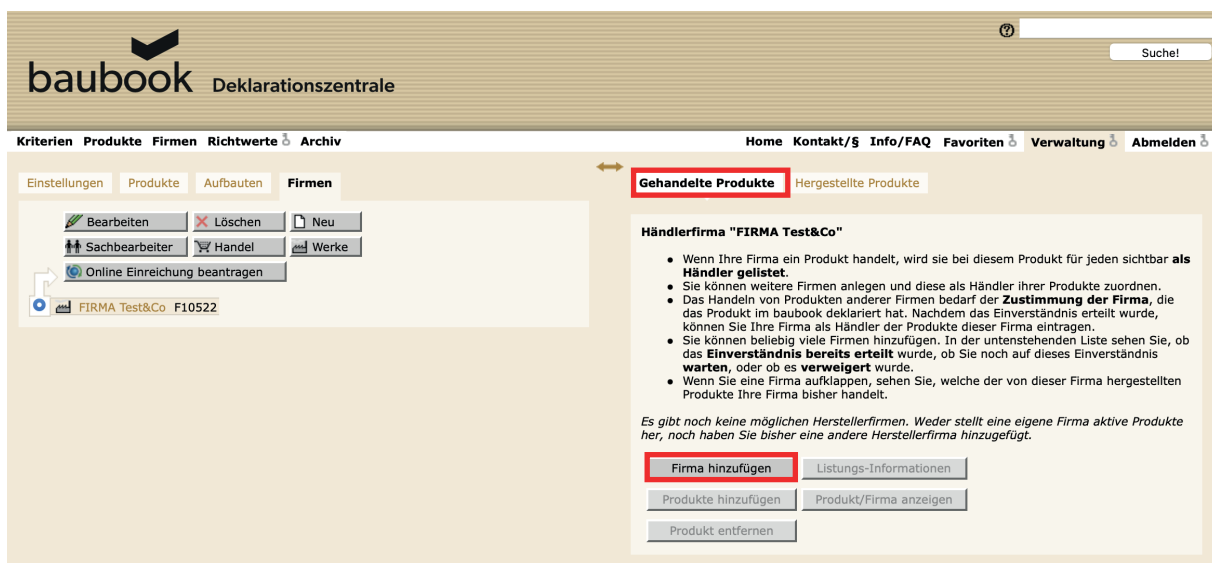 Suche!
baubook Deklarationszentrale
Kriterien Produkte Firmen Richtwerte Archiv
Home Kontakt/§ Info/FAQ Favoriten Verwaltung Abmelden
Einstellungen Produkte Aufbauten Firmen
Bearbeiten Löschen Neu
Sachbearbeiter Handel Werke
Online Einreichung beantragen
FIRMA Test&Co F10522
Gehandelte Produkte Hergestellte Produkte
Händlerfirma "FIRMA Test&Co"
• Wenn Ihre Firma ein Produkt handelt, wird sie bei diesem Produkt für jeden sichtbar als
Händler gelistet.
• Sie können weitere Firmen anlegen und diese als Händler ihrer Produkte zuordnen.
• Das Handeln von Produkten anderer Firmen bedarf der Zustimmung der Firma, die
das Produkt im baubook deklariert hat. Nachdem das Einverständnis erteilt wurde,
können Sie Ihre Firma als Händler der Produkte dieser Firma eintragen.
• Sie können beliebig viele Firmen hinzufügen. In der untenstehenden Liste sehen Sie, ob
das Einverständnis bereits erteilt wurde, ob Sie noch auf dieses Einverständnis
warten, oder ob es verweigert wurde.
• Wenn Sie eine Firma aufklappen, sehen Sie, welche der von dieser Firma hergestellten
Produkte Ihre Firma bisher handelt.
Es gibt noch keine möglichen Herstellerfirmen. Weder stellt eine eigene Firma aktive Produkte
her, noch haben Sie bisher eine andere Herstellerfirma hinzugefügt.
Firma hinzufügen Listungs-Informationen
Produkte hinzufügen Produkt/Firma anzeigen
Produkt entfernen